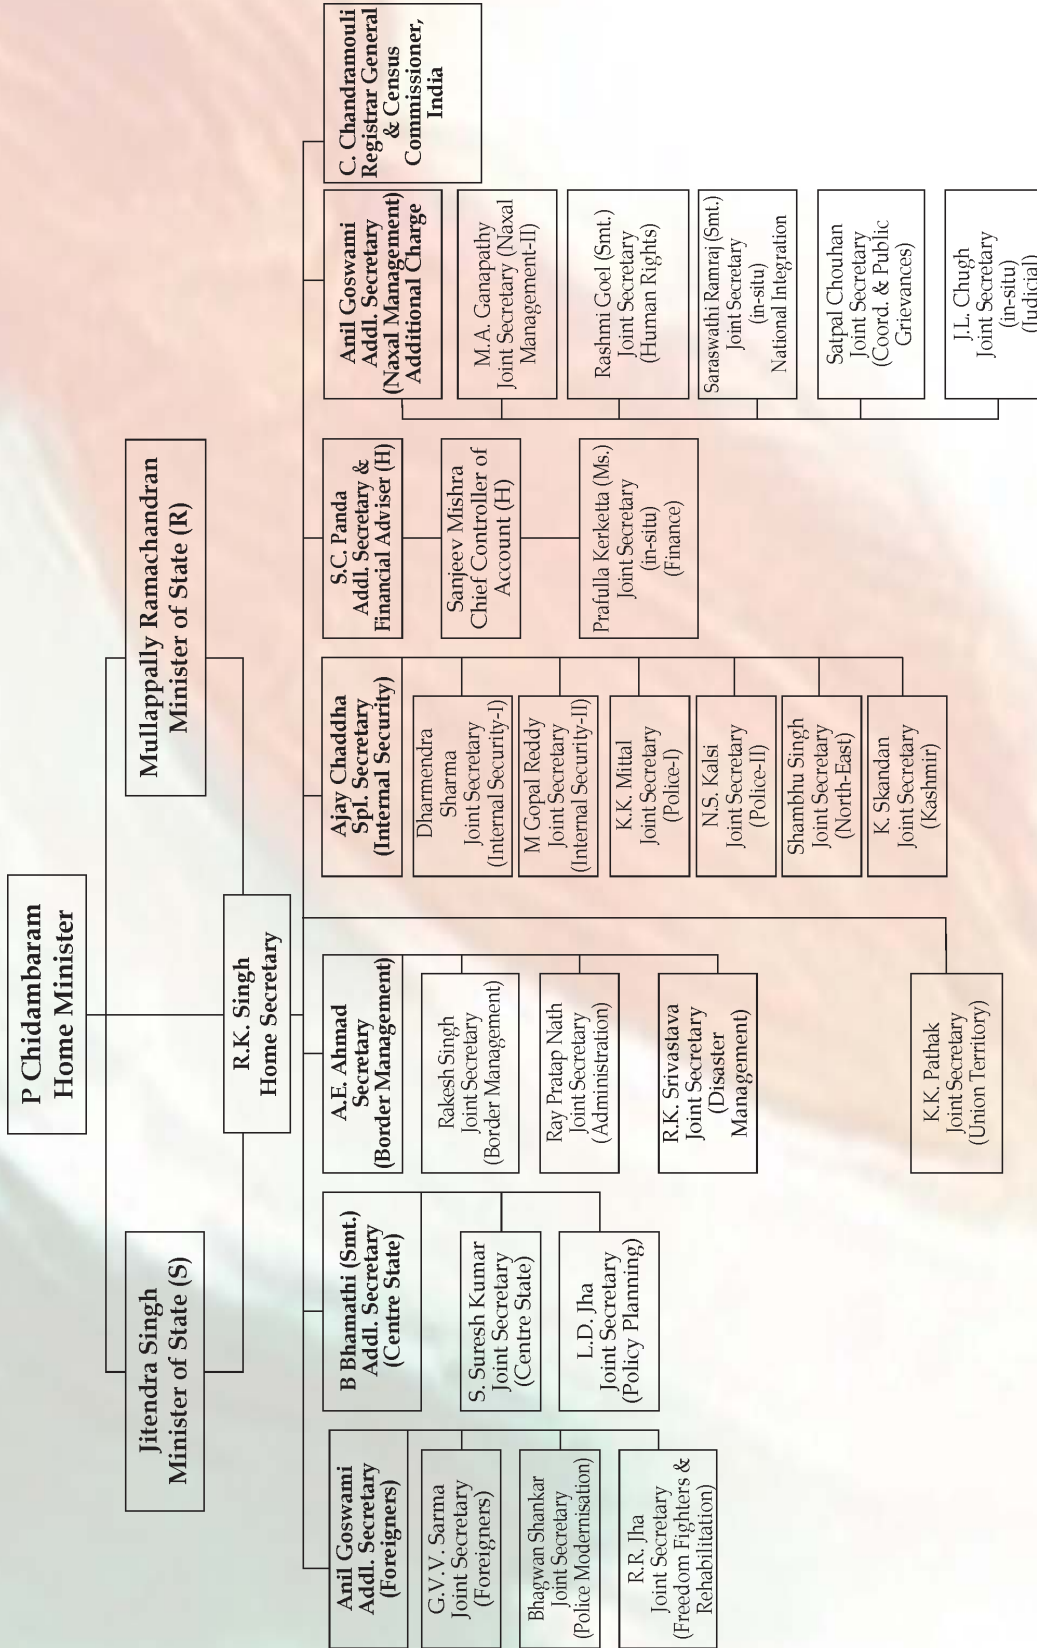 P Chidambaram
Home Minister
Jitendra Singh
Minister of State (S)
Mullappally Ramachandran
Minister of State (R)
R.K. Singh
Home Secretary
Anil Goswami
Addl. Secretary
(Foreigners)
G.V.V. Sarma
Joint Secretary
(Foreigners)
Bhagwan Shankar
Joint Secretary
(Police Modernisation)
R.R. Jha
Joint Secretary
(Freedom Fighters &
Rehabilitation)
B Bhamathi (Smt.)
Addl. Secretary
(Centre State)
S. Suresh Kumar
Joint Secretary
(Centre State)
L.D. Jha
Joint Secretary
(Policy Planning)
A.E. Ahmad
Secretary
(Border Management)
Rakesh Singh
Joint Secretary
(Border Management)
Ray Pratap Nath
Joint Secretary
(Administration)
R.K. Srivastava
Joint Secretary
(Disaster
Management)
K.K. Pathak
Joint Secretary
(Union Territory)
Ajay Chaddha
Spl. Secretary
(Internal Security)
Dharmendra
Sharma
Joint Secretary
(Internal Security-I)
M Gopal Reddy
Joint Secretary
(Internal Security-II)
K.K. Mittal
Joint Secretary
(Police-I)
N.S. Kalsi
Joint Secretary
(Police-II)
Shambhu Singh
Joint Secretary
(North-East)
K. Skandan
Joint Secretary
(Kashmir)
S.C. Panda
Addl. Secretary &
Financial Adviser (H)
Sanjeev Mishra
Chief Controller of
Account (H)
Prafulla Kerketta (Ms.)
Joint Secretary
(in-situ)
(Finance)
Anil Goswami
Addl. Secretary
(Naxal Management)
Additional Charge
M.A. Ganapathy
Joint Secretary (Naxal
Management-II)
Rashmi Goel (Smt.)
Joint Secretary
(Human Rights)
Saraswathi Ramraj (Smt.)
Joint Secretary
(in-situ)
National Integration
Satpal Chouhan
Joint Secretary
(Coord. & Public
Grievances)
J.L. Chugh
Joint Secretary
(in-situ)
(Judicial)
C. Chandramouli
Registrar General
& Census
Commissioner,
India